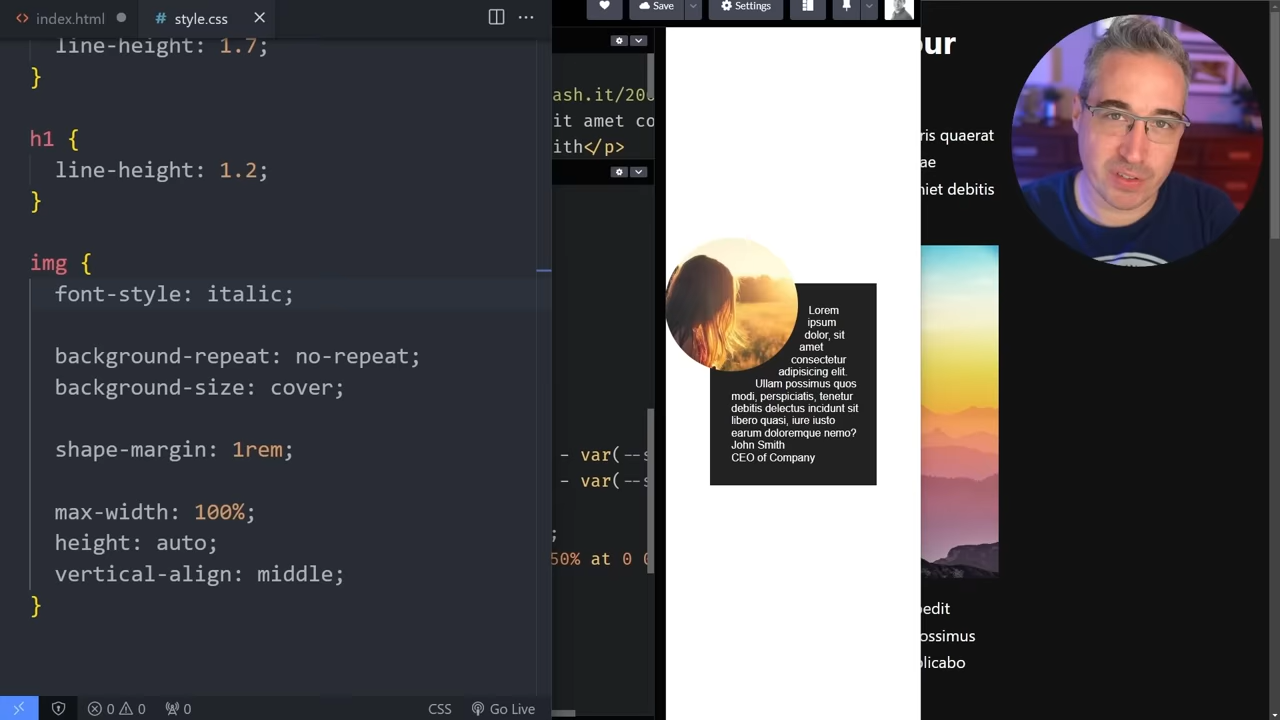 index.html
style.css
line-height: 1.7;
}
h1 {
line-height: 1.2;
}
img {
font-style: italic;
background-repeat: no-repeat;
background-size: cover;
shape-margin: 1rem;
max-width: 100%;
height: auto;
vertical-align: middle;
}
0 0 0 CSS Go Live
Save
Settings
ash.it/20
it amet co
ith</p>
- var(--s
- var(--s
;
50% at 0
Lorem
ipsum
dolor, sit
amet
consectetur
adipisicing elit.
Ullam possimus quos
modi, perspiciatis, tenetur
debitis delectus incidunt sit
libero quasi, iure iusto
earum doloremque nemo?
John Smith
CEO of Company
our
ris quaerat
ae
niet debitis
pedit
ossimus
plicabo